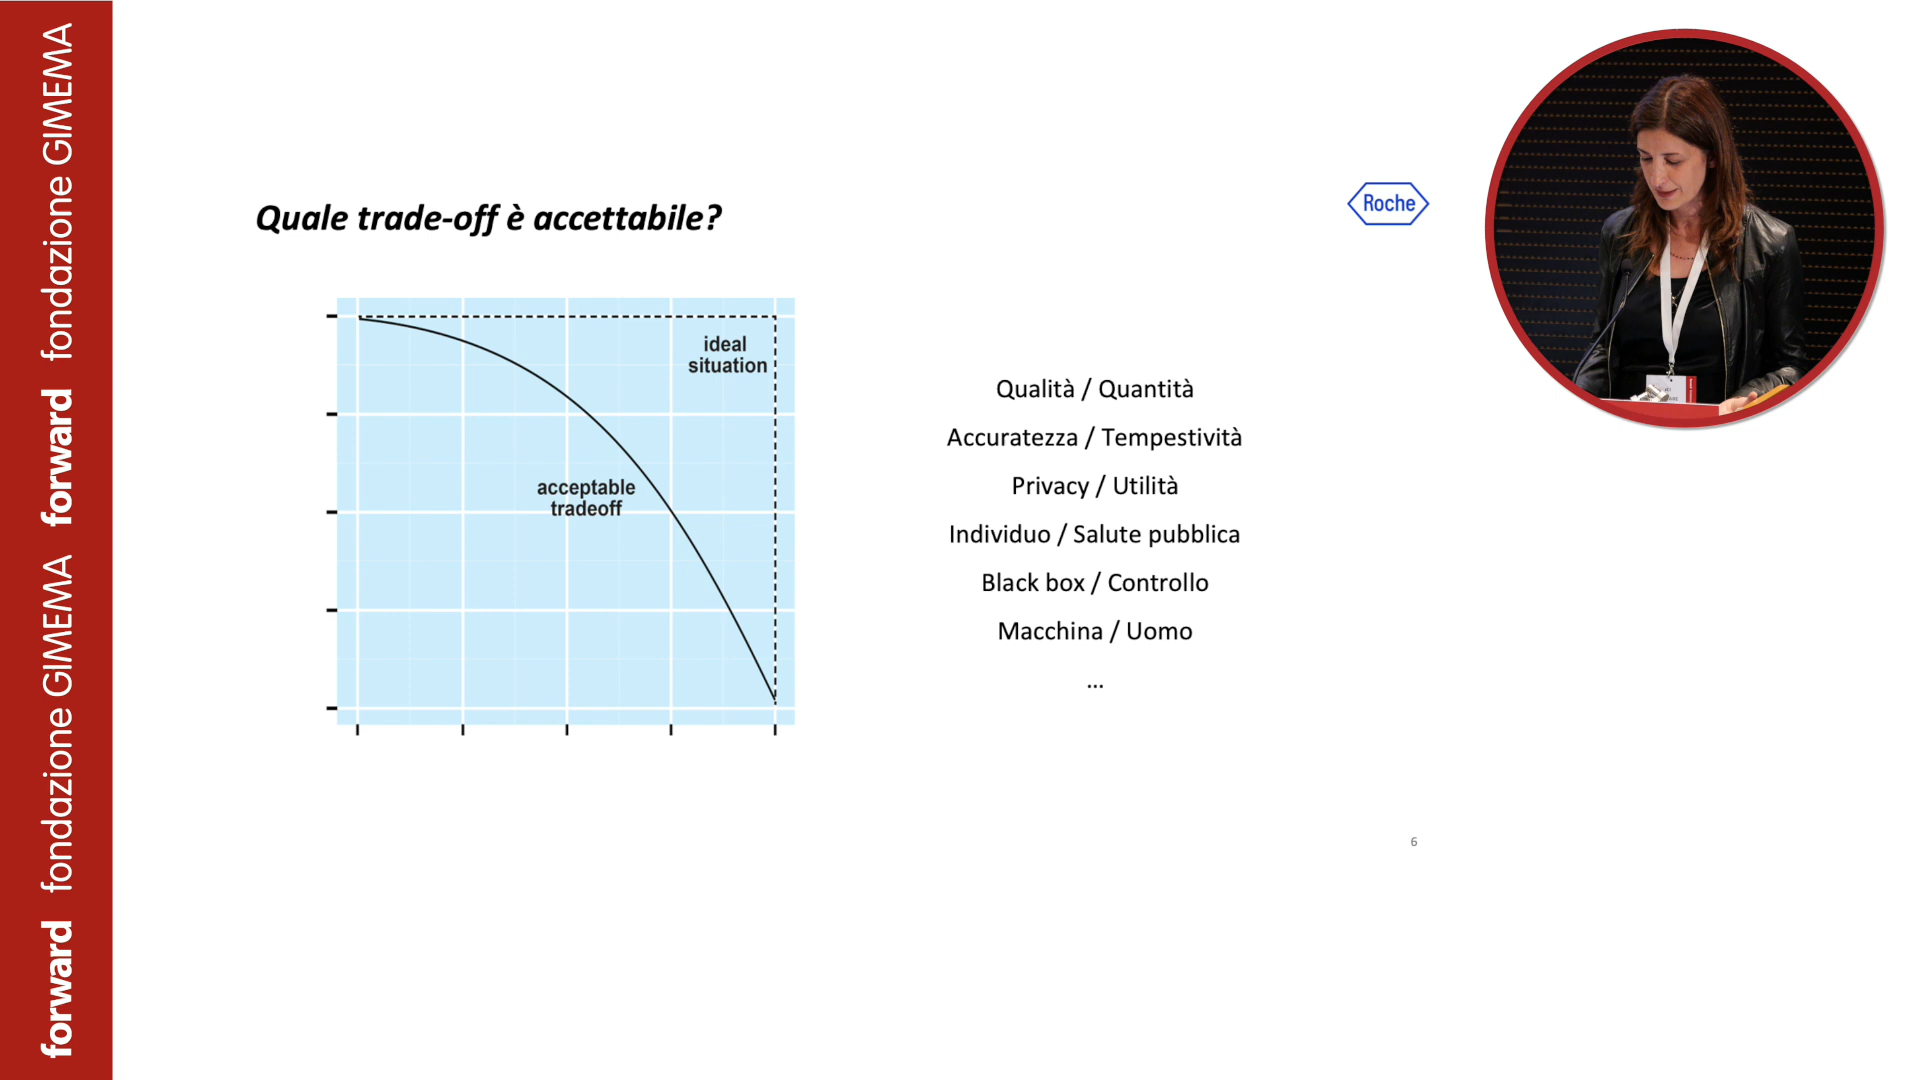 forward fondazione GIMEMA forward fondazione GIMEMA
Quale trade-off è accettabile?
Roche
ideal
situation
acceptable
tradeoff
Qualità / Quantità
Accuratezza / Tempestività
Privacy / Utilità
Individuo / Salute pubblica
Black box / Controllo
Macchina / Uomo
...
6